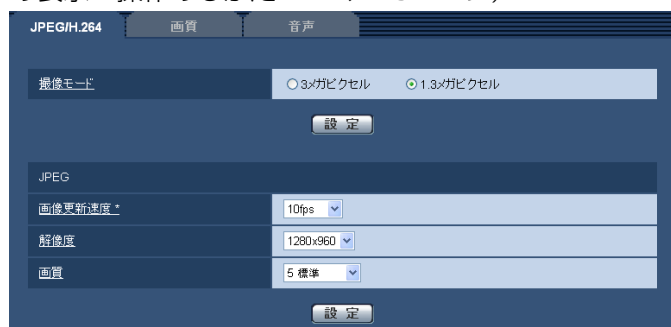 JPEG/H.264 画質 音声
撮像モード 3メガピクセル 1.3メガピクセル
設定
JPEG
画像更新速度 * 10fps
解像度 1280x960
画質 5 標準
設定